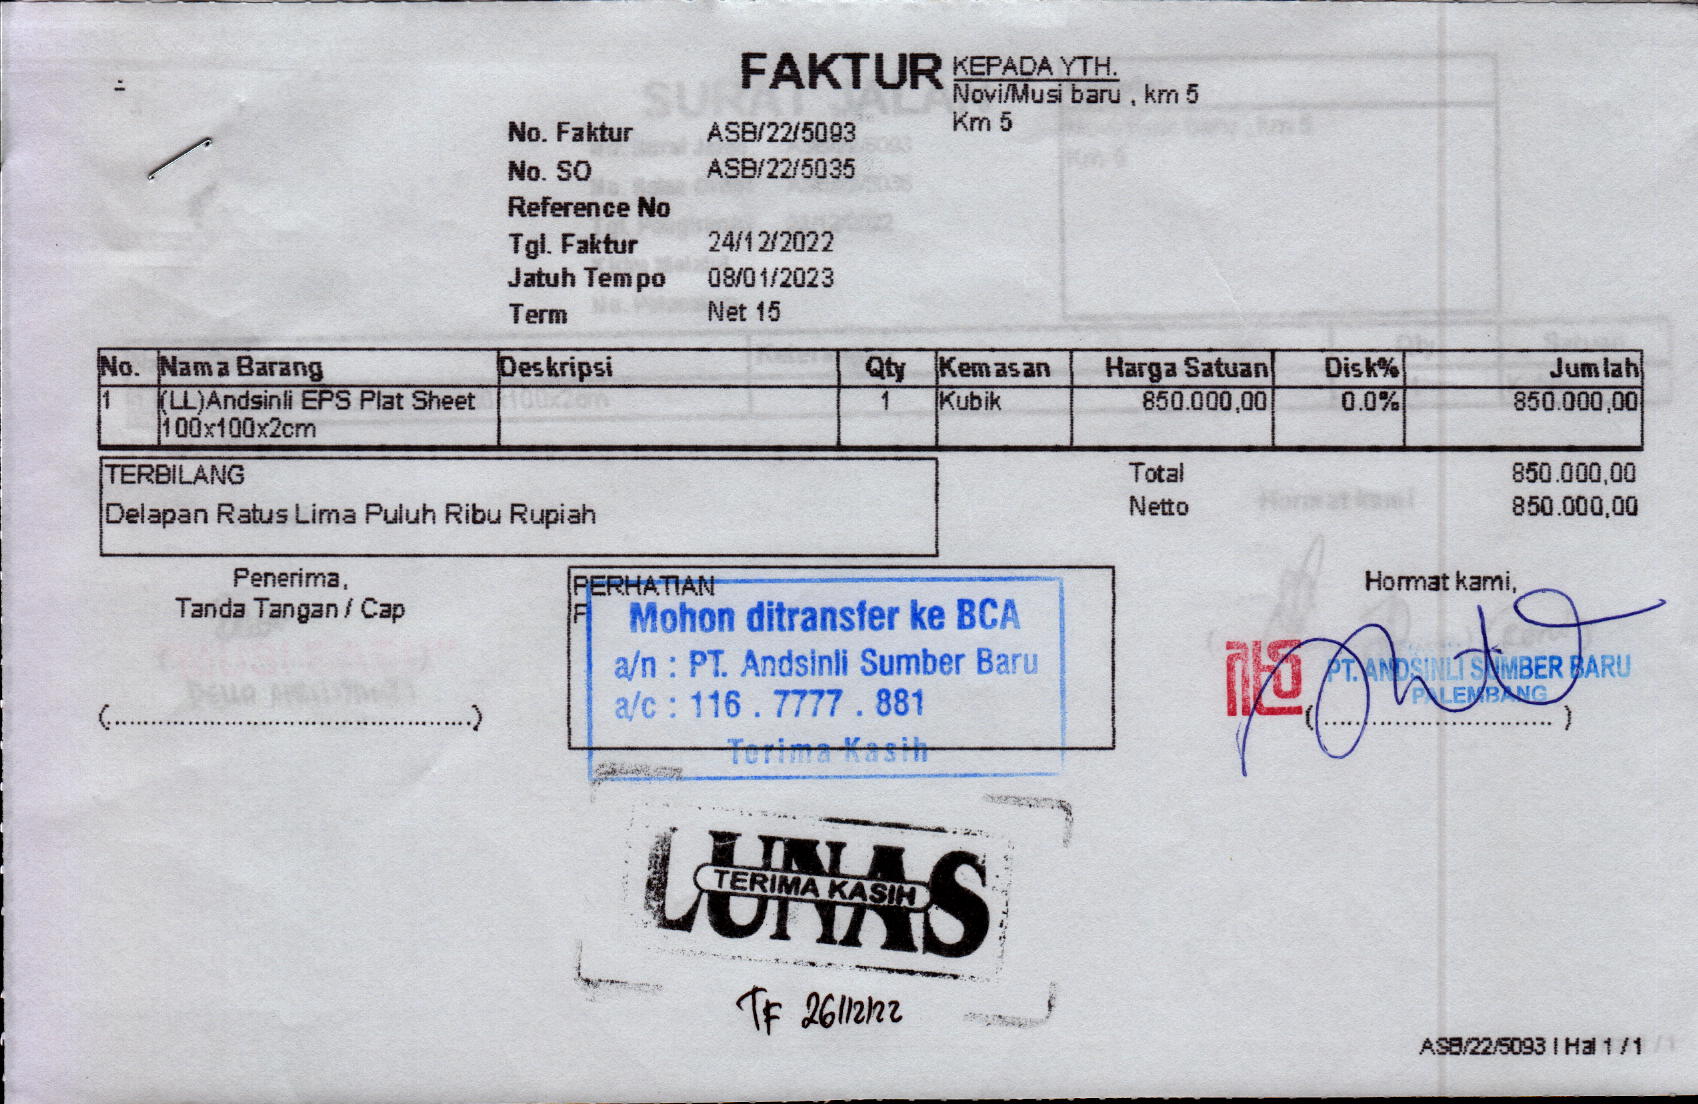 FAKTUR
KEPADA YTH.
Novi/Musi baru , km 5
Km 5
No. Faktur ASB/22/5093
No. SO ASB/22/5035
Reference No
Tgl. Faktur 24/12/2022
Jatuh Tempo 08/01/2023
Term Net 15
No. Nama Barang Deskripsi Qty Kemasan Harga Satuan Disk% Jumlah
1 (LL)Andsinli EPS Plat Sheet 1 Kubik 850.000,00 0.0% 850.000,00
100x100x2cm
TERBILANG
Delapan Ratus Lima Puluh Ribu Rupiah
Total 850.000,00
Netto 850.000,00
Penerima,
Tanda Tangan / Cap
(......................................................)
PERHATIAN
Mohon ditransfer ke BCA
a/n : PT. Andsinli Sumber Baru
a/c : 116 . 7777 . 881
Terima Kasih
Hormat kami,
PT. ANDSINLI SUMBER BARU
PALEMBANG
(.................................)
LUNAS
TERIMA KASIH
TF 26/12/22
ASB/22/5093 | Hal 1 / 1